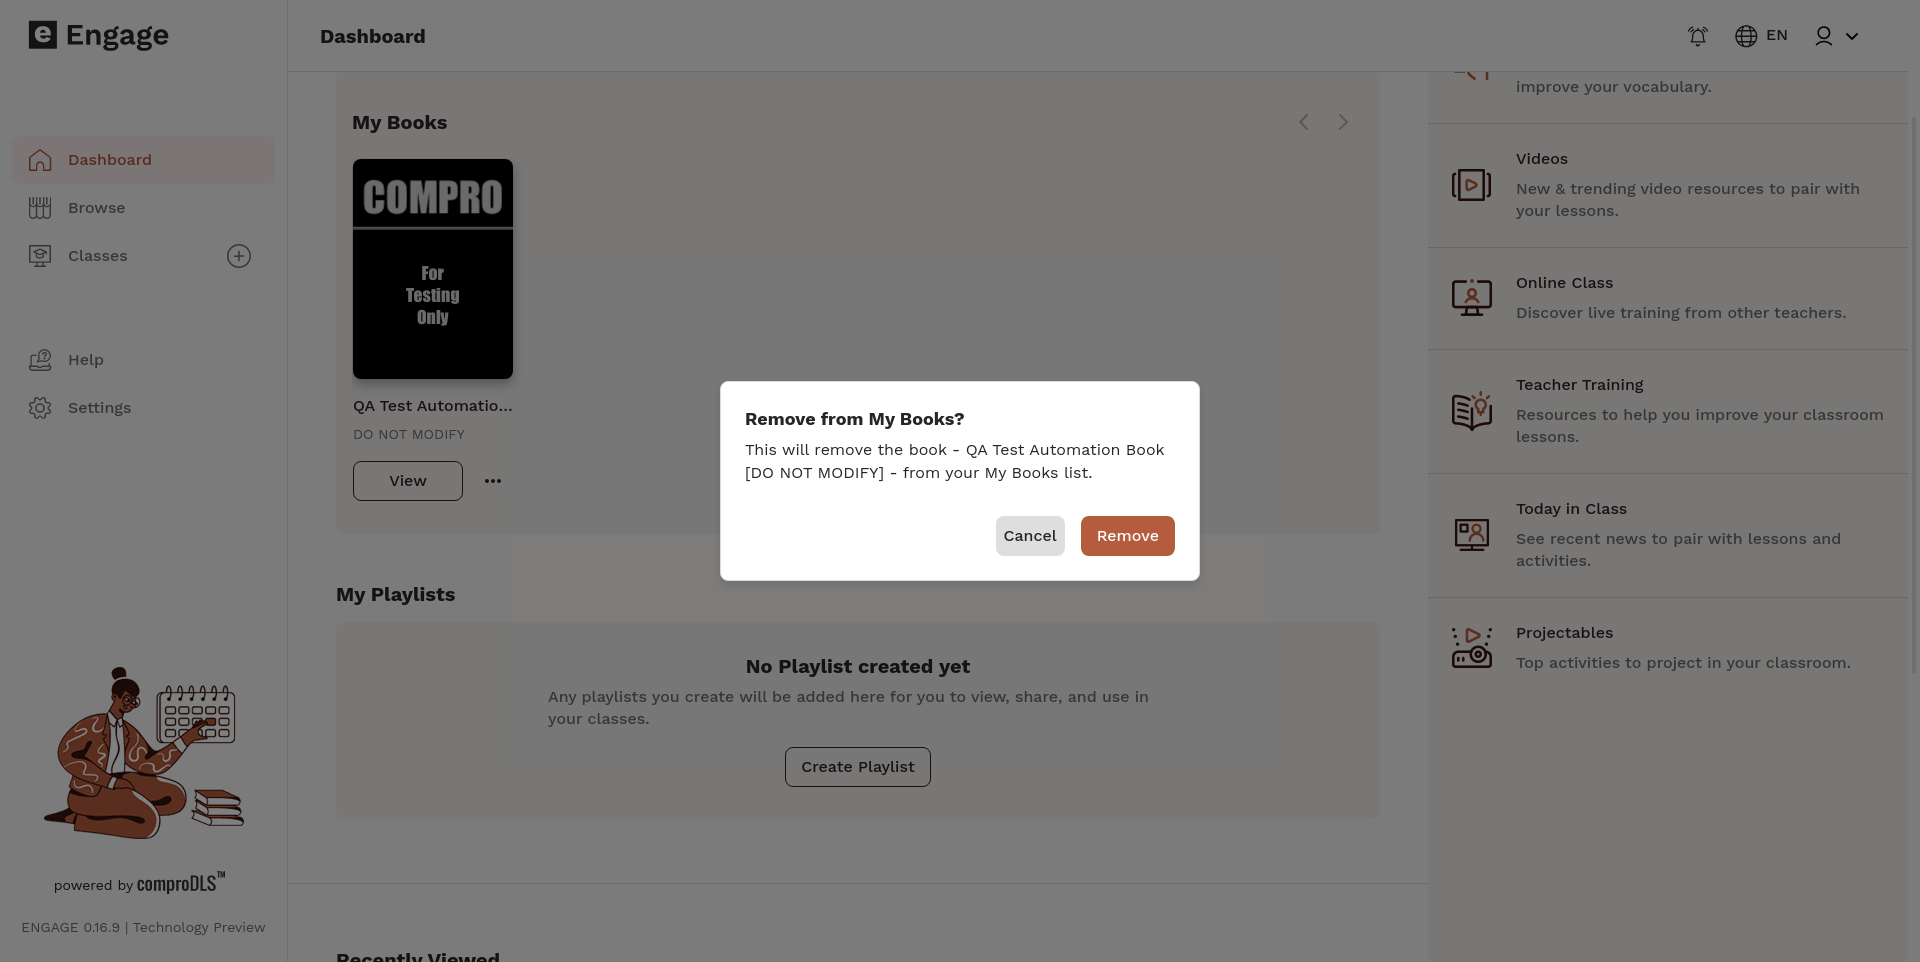 e Engage
Dashboard
EN
Dashboard
Browse
Classes
Help
Settings
powered by comproDLS™
ENGAGE 0.16.9 | Technology Preview
My Books
COMPRO
For
Testing
Only
QA Test Automatio...
DO NOT MODIFY
View
Remove from My Books?
This will remove the book - QA Test Automation Book
[DO NOT MODIFY] - from your My Books list.
Cancel
Remove
My Playlists
No Playlist created yet
Any playlists you create will be added here for you to view, share, and use in
your classes.
Create Playlist
Recently Viewed
improve your vocabulary.
Videos
New & trending video resources to pair with
your lessons.
Online Class
Discover live training from other teachers.
Teacher Training
Resources to help you improve your classroom
lessons.
Today in Class
See recent news to pair with lessons and
activities.
Projectables
Top activities to project in your classroom.